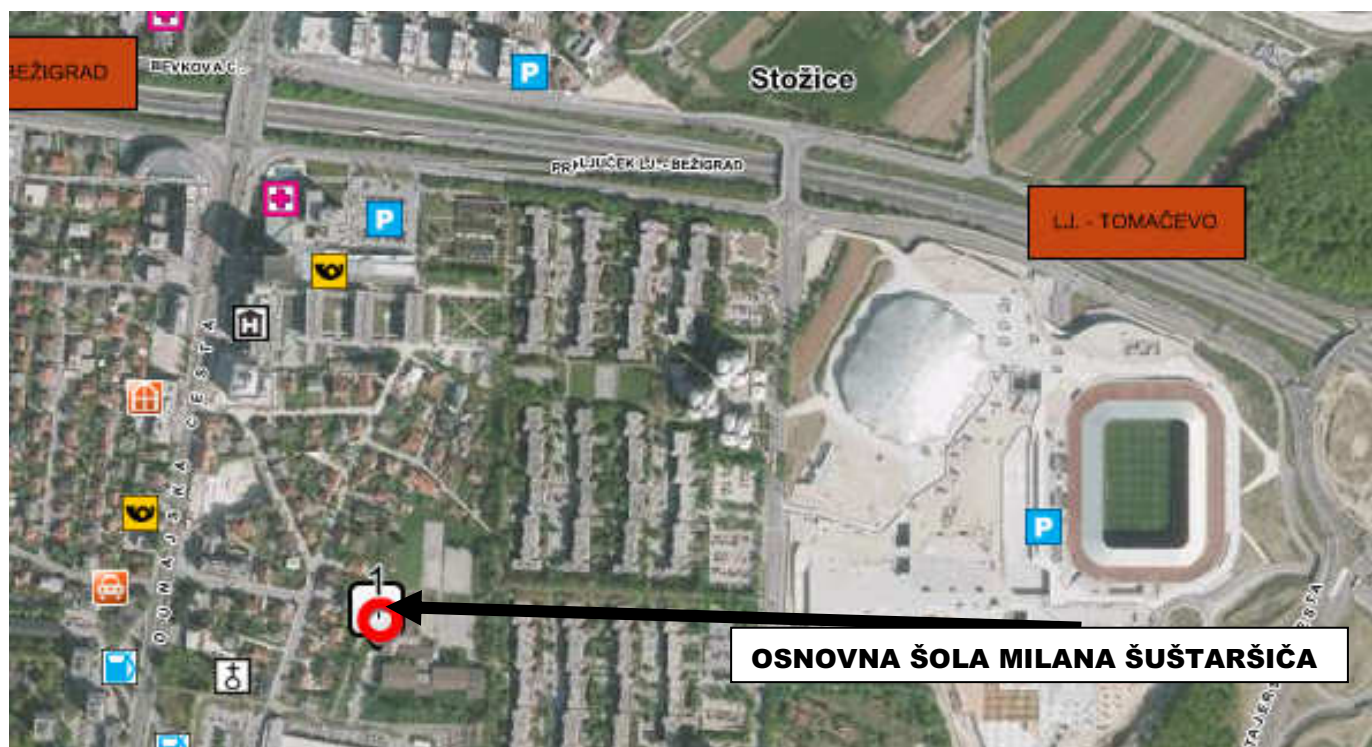 BEŽIGRAD
BEVKOVA C.
P
Stožice
PRIKLJUČEK LJ. - BEŽIGRAD
P
LJ. - TOMAČEVO
H
DUNAJSKA CESTA
P
1
OSNOVNA ŠOLA MILANA ŠUŠTARŠIČA